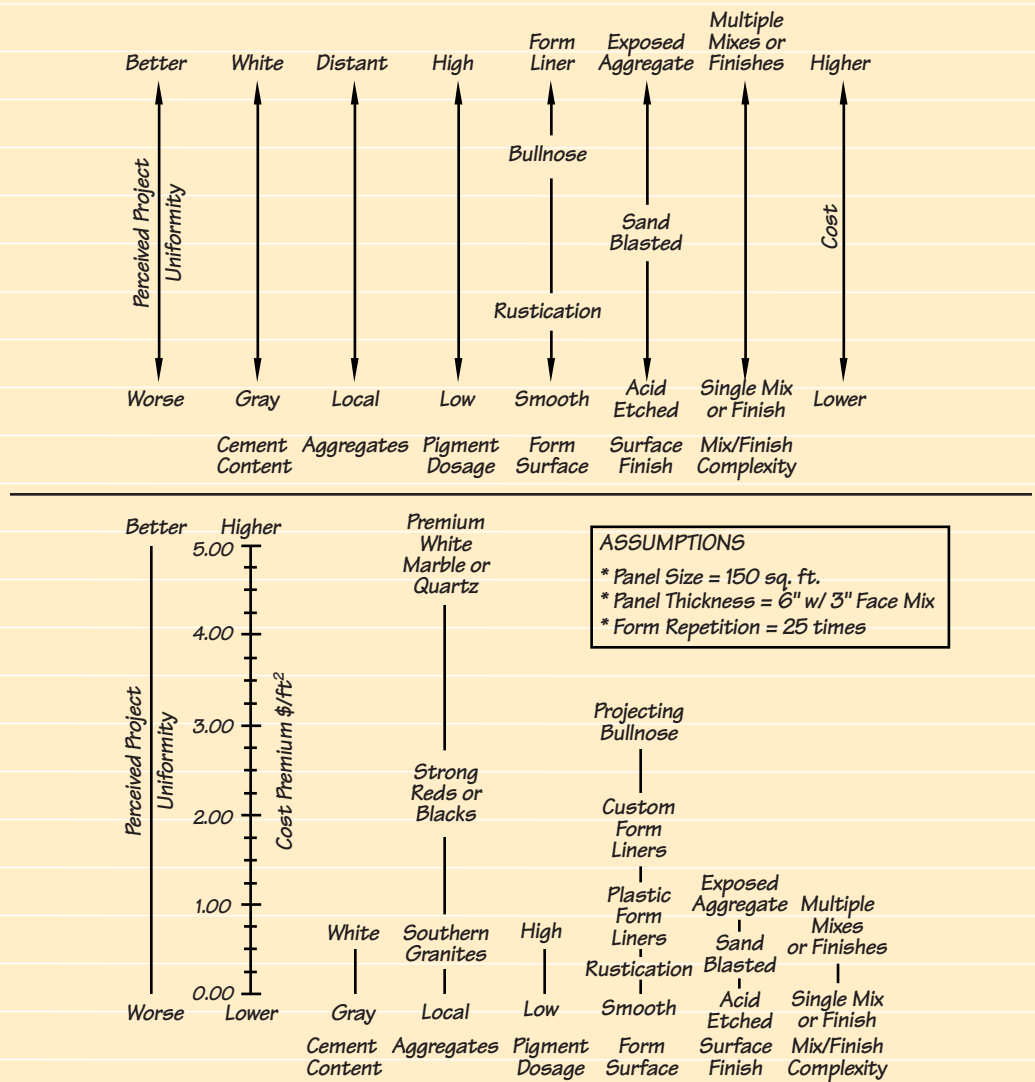 Better
White
Distant
High
Form
Liner
Exposed
Aggregate
Multiple
Mixes or
Finishes
Higher
Perceived Project
Uniformity
Bullnose
Rustication
Sand
Blasted
Cost
Worse
Gray
Local
Low
Smooth
Acid
Etched
Single Mix
or Finish
Lower
Cement
Content
Aggregates
Pigment
Dosage
Form
Surface
Surface
Finish
Mix/Finish
Complexity
Better
Higher
5.00
4.00
3.00
2.00
1.00
0.00
Perceived Project
Uniformity
Cost Premium $/ft²
Worse
Lower
White
Gray
Premium
White
Marble or
Quartz
Strong
Reds or
Blacks
Southern
Granites
Local
High
Low
Projecting
Bullnose
Custom
Form
Liners
Plastic
Form
Liners
Rustication
Smooth
Exposed
Aggregate
Sand
Blasted
Acid
Etched
Multiple
Mixes
or Finishes
Single Mix
or Finish
Cement
Content
Aggregates
Pigment
Dosage
Form
Surface
Surface
Finish
Mix/Finish
Complexity
ASSUMPTIONS
* Panel Size = 150 sq. ft.
* Panel Thickness = 6" w/ 3" Face Mix
* Form Repetition = 25 times